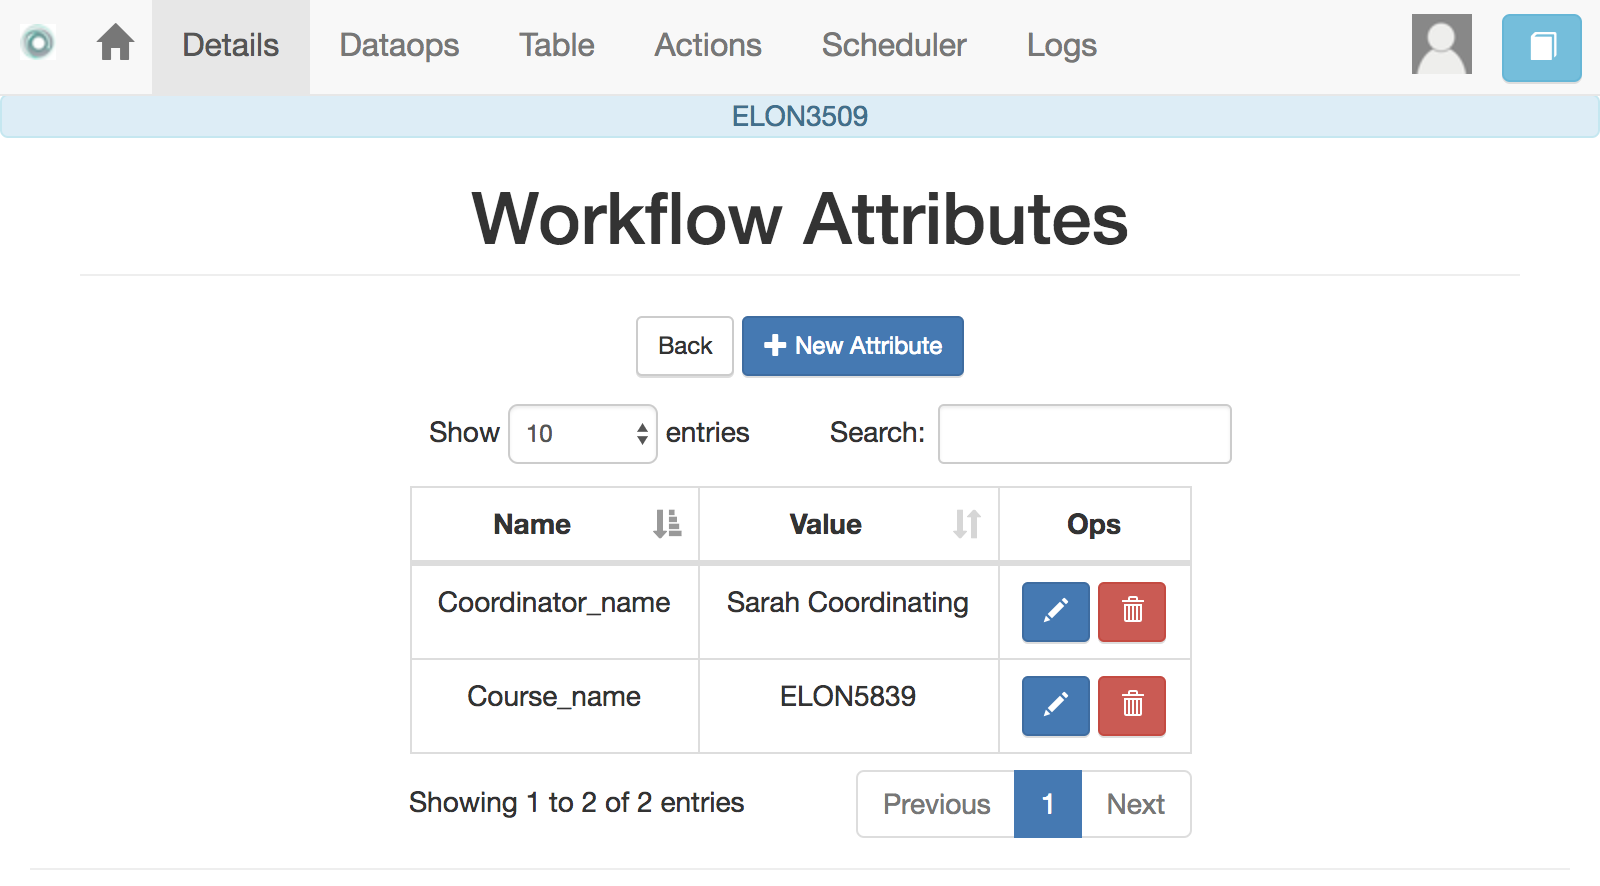 Details Dataops Table Actions Scheduler Logs
ELON3509
Workflow Attributes
Back New Attribute
Show 10 entries Search:
Name Value Ops
Coordinator_name Sarah Coordinating
Course_name ELON5839
Showing 1 to 2 of 2 entries Previous 1 Next